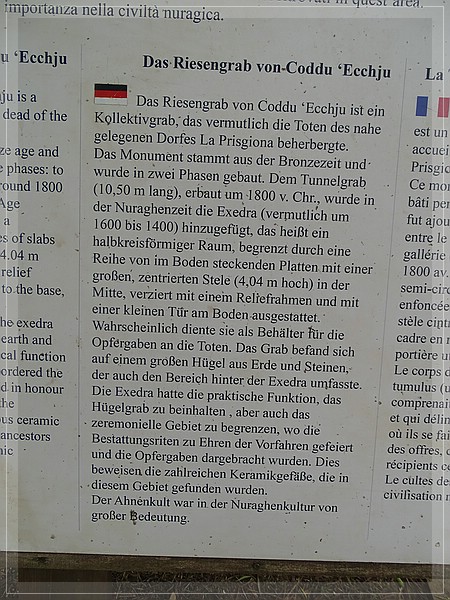 importanza nella civiltà nuragica.
in quest area,
u ‘Ecchju
ju is a
dead of the
ze age and
phases: to
round 1800
Age
a
es of slabs
4.04 m
relief
to the base,
he exedra
earth and
cal function
ordered the
d in honour
the
ous ceramic
ancestors
nic
Das Riesengrab von-Coddu ‘Ecchju
Das Riesengrab von Coddu ‘Ecchju ist ein
Kollektivgrab, das vermutlich die Toten des nahe
gelegenen Dorfes La Prisgiona beherbergte.
Das Monument stammt aus der Bronzezeit und
wurde in zwei Phasen gebaut. Dem Tunnelgrab
(10,50 m lang), erbaut um 1800 v. Chr., wurde in
der Nuraghenzeit die Exedra (vermutlich um
1600 bis 1400) hinzugefügt, das heißt ein
halbkreisförmiger Raum, begrenzt durch eine
Reihe von im Boden steckenden Platten mit einer
großen, zentrierten Stele (4,04 m hoch) in der
Mitte, verziert mit einem Reliefrahmen und mit
einer kleinen Tür am Boden ausgestattet.
Wahrscheinlich diente sie als Behälter für die
Opfergaben an die Toten. Das Grab befand sich
auf einem großen Hügel aus Erde und Steinen,
der auch den Bereich hinter der Exedra umfasste.
Die Exedra hatte die praktische Funktion, das
Hügelgrab zu beinhalten , aber auch das
zeremonielle Gebiet zu begrenzen, wo die
Bestattungsriten zu Ehren der Vorfahren gefeiert
und die Opfergaben dargebracht wurden. Dies
beweisen die zahlreichen Keramikgefäße, die in
diesem Gebiet gefunden wurden.
Der Ahnenkult war in der Nuraghenkultur von
großer Bedeutung.
La
est un
accuei
Prisgio
Ce mo
bâti pe
fut ajou
entre le
gallérie
1800 av.
semi-circ
enfoncée
stèle cint
cadre en r
portière u
Le corps d
tumulus (u
comprenait
et qui délin
où ils se fai
des offres, c
récipients ce
Le cultes de
civilisation n